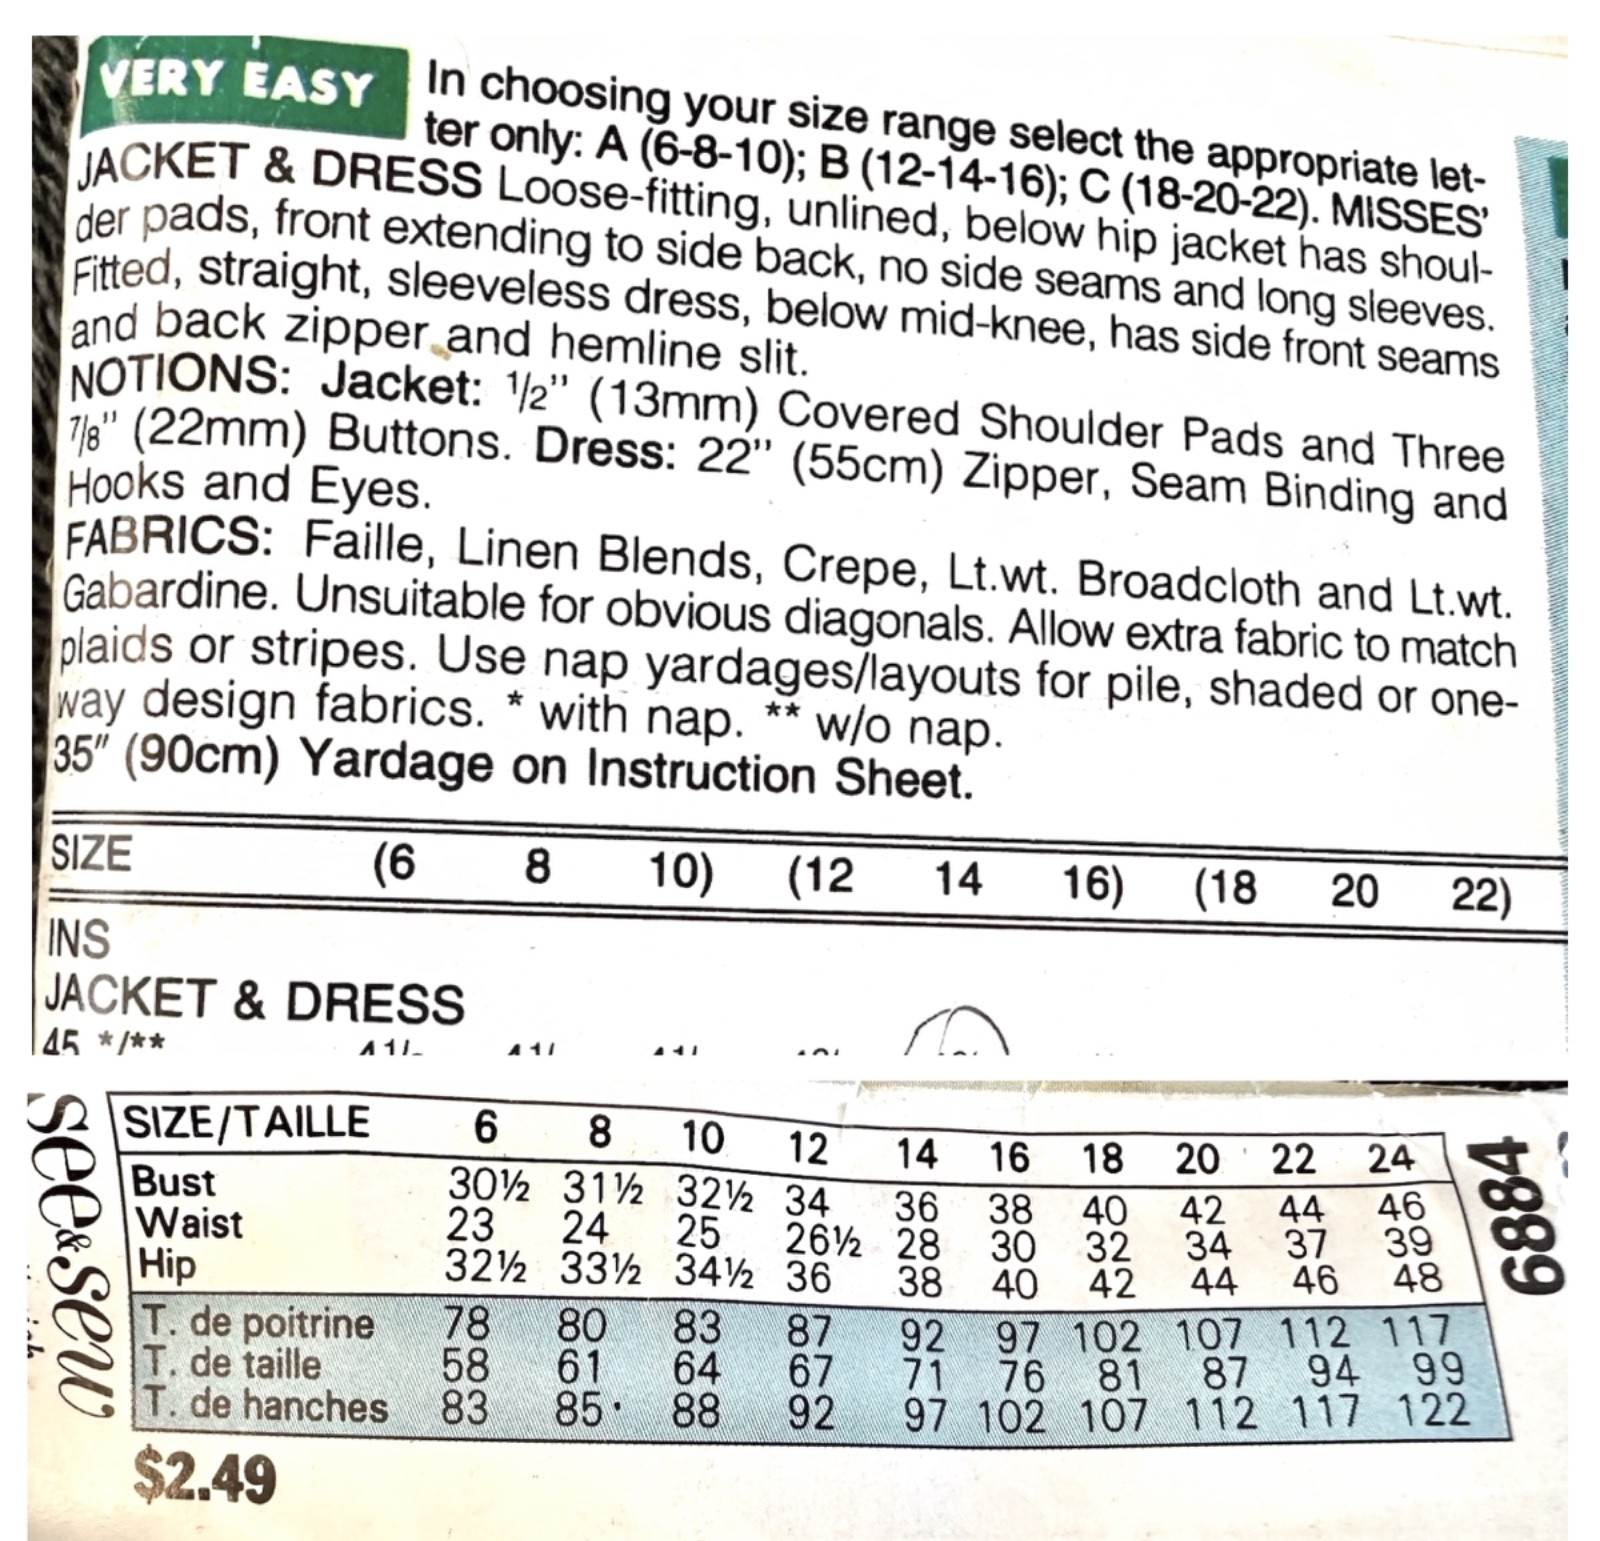 VERY EASY
In choosing your size range select the appropriate let-
ter only: A (6-8-10); B (12-14-16); C (18-20-22). MISSES'
JACKET & DRESS Loose-fitting, unlined, below hip jacket has shoul-
der pads, front extending to side back, no side seams and long sleeves.
Fitted, straight, sleeveless dress, below mid-knee, has side front seams
and back zipper and hemline slit.
NOTIONS: Jacket: 1/2" (13mm) Covered Shoulder Pads and Three
7/8" (22mm) Buttons. Dress: 22" (55cm) Zipper, Seam Binding and
Hooks and Eyes.
FABRICS: Faille, Linen Blends, Crepe, Lt.wt. Broadcloth and Lt.wt.
Gabardine. Unsuitable for obvious diagonals. Allow extra fabric to match
plaids or stripes. Use nap yardages/layouts for pile, shaded or one-
way design fabrics. * with nap. ** w/o nap.
35" (90cm) Yardage on Instruction Sheet.
SIZE (6 8 10) (12 14 16) (18 20 22)
INS
JACKET & DRESS
45 */**
see&sew
SIZE/TAILLE 6 8 10 12 14 16 18 20 22 24
Bust 30½ 31½ 32½ 34 36 38 40 42 44 46
Waist 23 24 25 26½ 28 30 32 34 37 39
Hip 32½ 33½ 34½ 36 38 40 42 44 46 48
T. de poitrine 78 80 83 87 92 97 102 107 112 117
T. de taille 58 61 64 67 71 76 81 87 94 99
T. de hanches 83 85 88 92 97 102 107 112 117 122
6884
$2.49